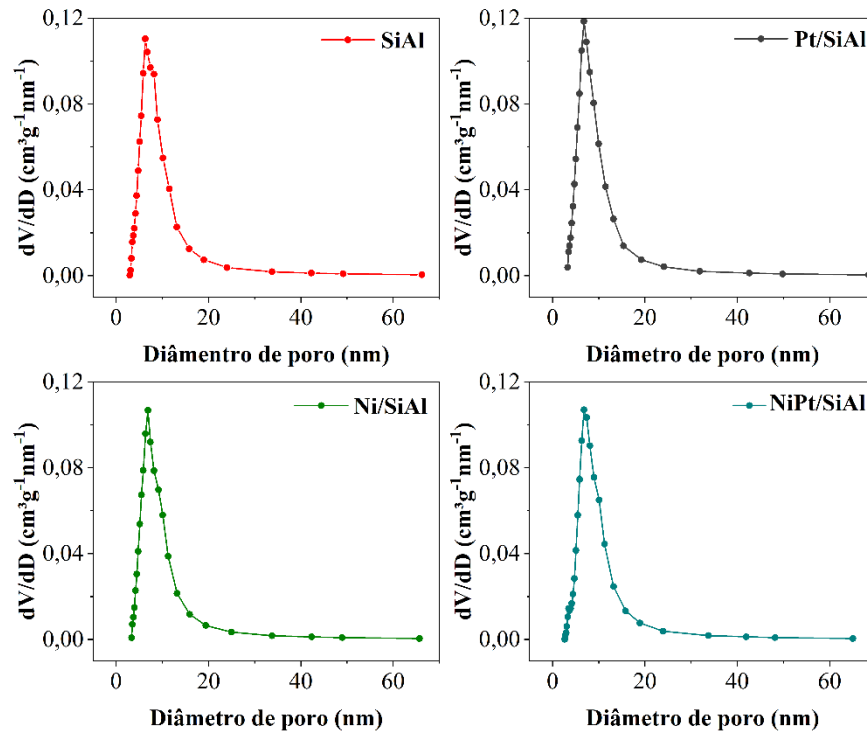 SiAl
0,12
0,08
0,04
0,00
dV/dD (cm³g⁻¹nm⁻¹)
0 20 40 60
Diâmentro de poro (nm)
Pt/SiAl
0,12
0,08
0,04
0,00
dV/dD (cm³g⁻¹nm⁻¹)
0 20 40 60
Diâmetro de poro (nm)
Ni/SiAl
0,12
0,08
0,04
0,00
dV/dD (cm³g⁻¹nm⁻¹)
0 20 40 60
Diâmetro de poro (nm)
NiPt/SiAl
0,12
0,08
0,04
0,00
dV/dD (cm³g⁻¹nm⁻¹)
0 20 40 60
Diâmetro de poro (nm)